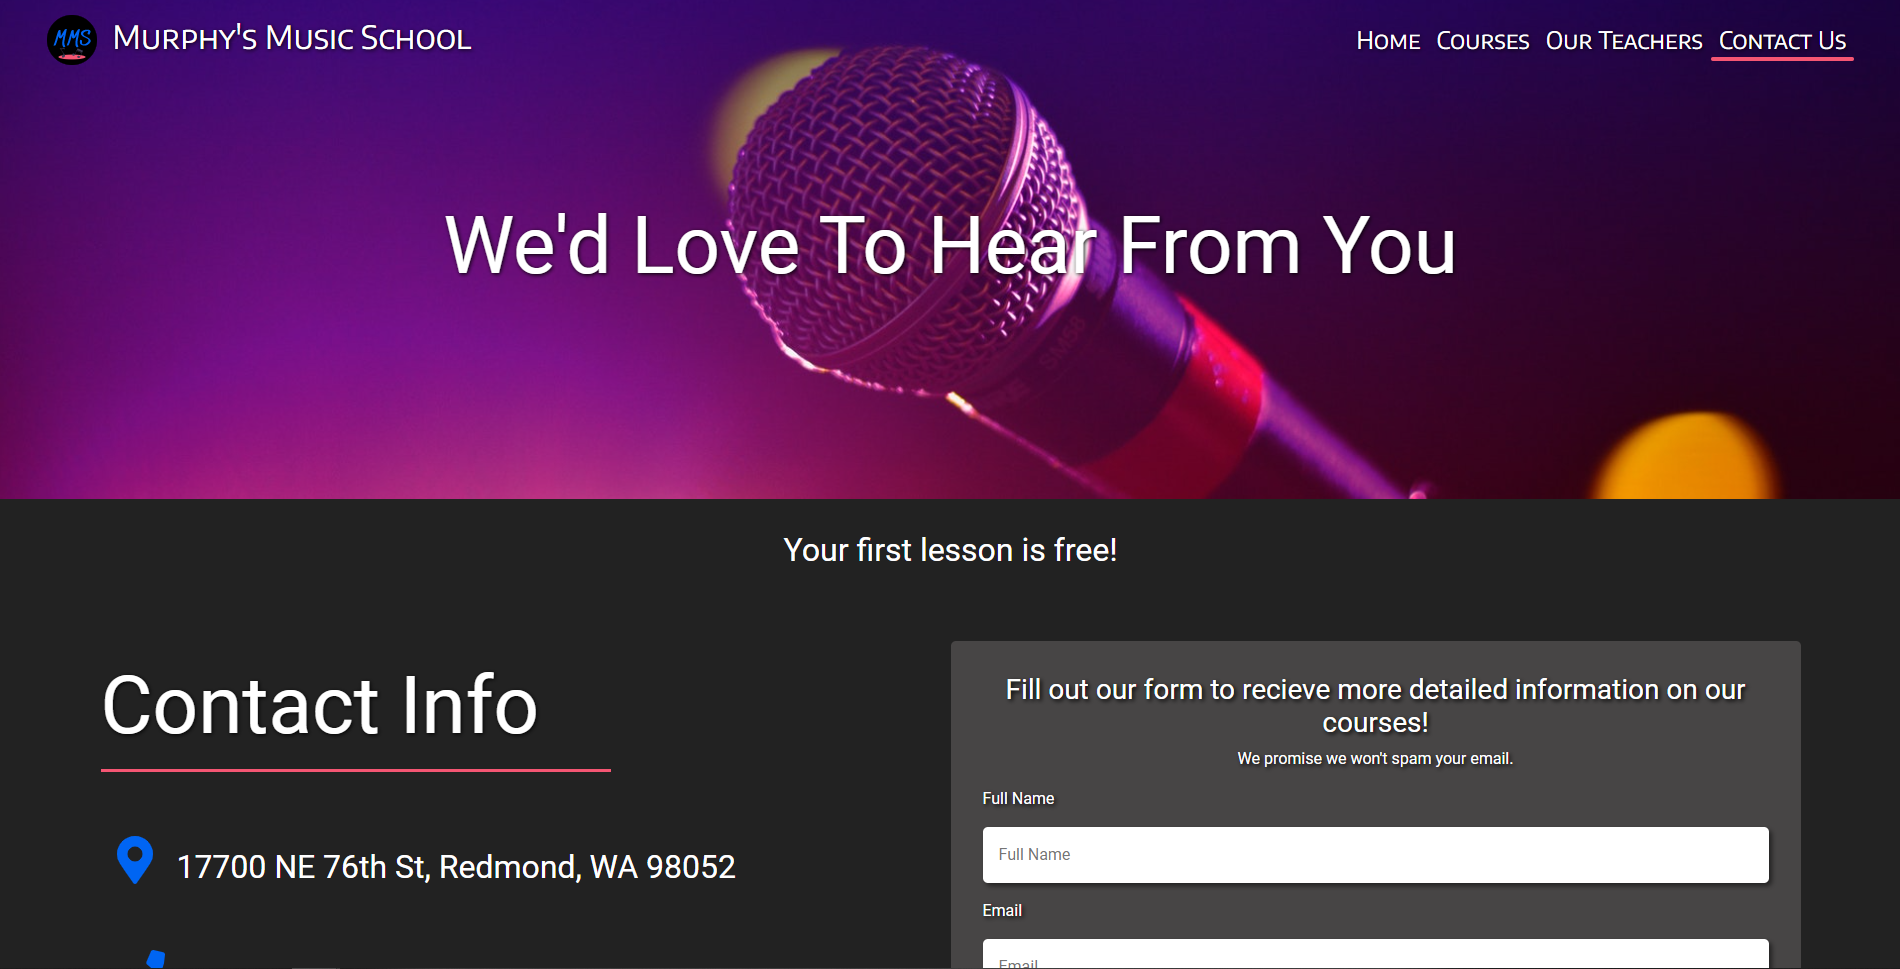 MMS
Murphy's Music School
Home Courses Our Teachers Contact Us
We'd Love To Hear From You
SM58
Your first lesson is free!
Contact Info
17700 NE 76th St, Redmond, WA 98052
Fill out our form to recieve more detailed information on our
courses!
We promise we won't spam your email.
Full Name
Full Name
Email
Email